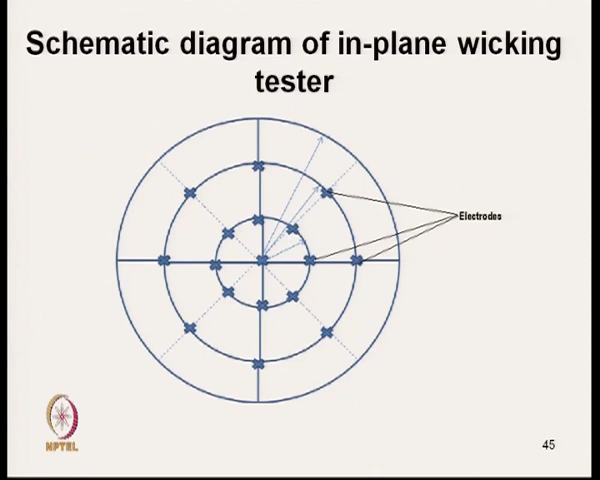 Schematic diagram of in-plane wicking
tester
Electrodes
NPTEL
45